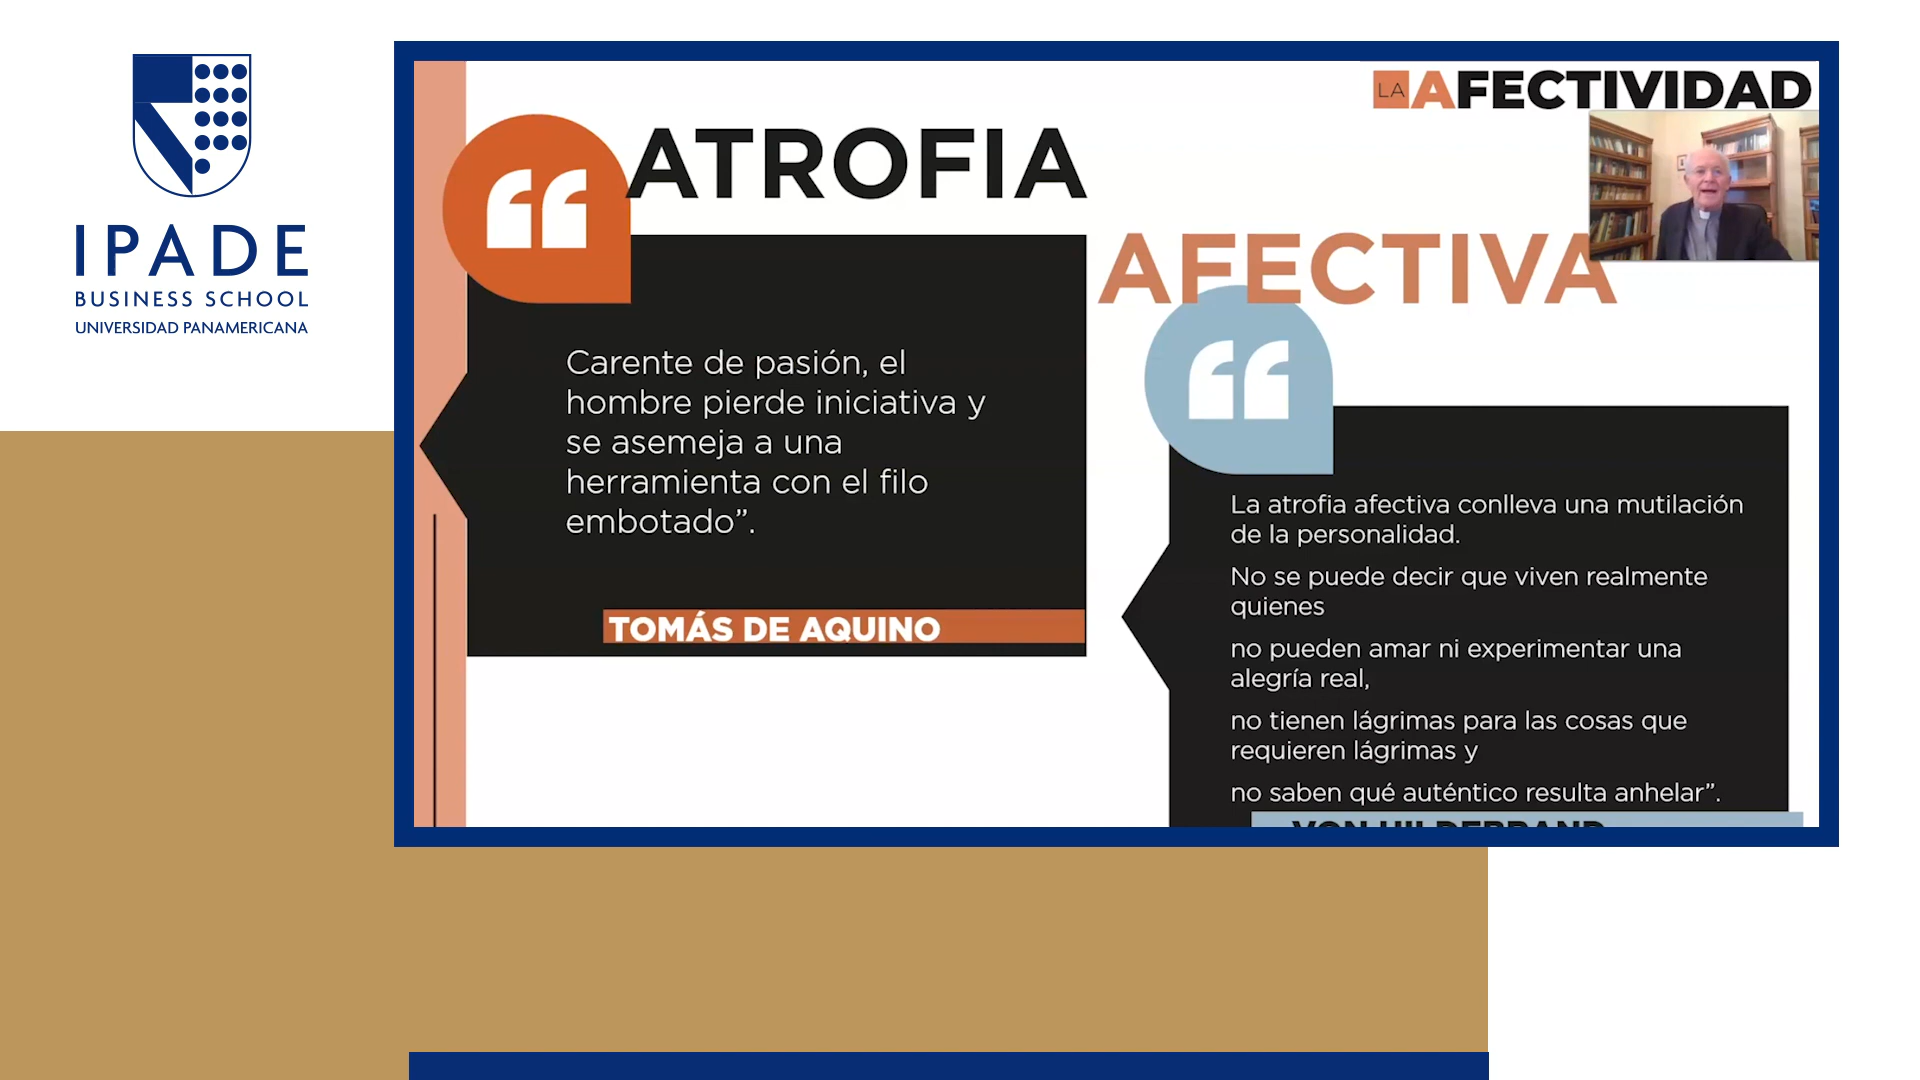 IPADE
BUSINESS SCHOOL
UNIVERSIDAD PANAMERICANA
LA AFECTIVIDAD
ATROFIA
AFECTIVA
Carente de pasión, el
hombre pierde iniciativa y
se asemeja a una
herramienta con el filo
embotado”.
TOMÁS DE AQUINO
La atrofia afectiva conlleva una mutilación
de la personalidad.
No se puede decir que viven realmente
quienes
no pueden amar ni experimentar una
alegría real,
no tienen lágrimas para las cosas que
requieren lágrimas y
no saben qué auténtico resulta anhelar”.
VON HILDEBRAND